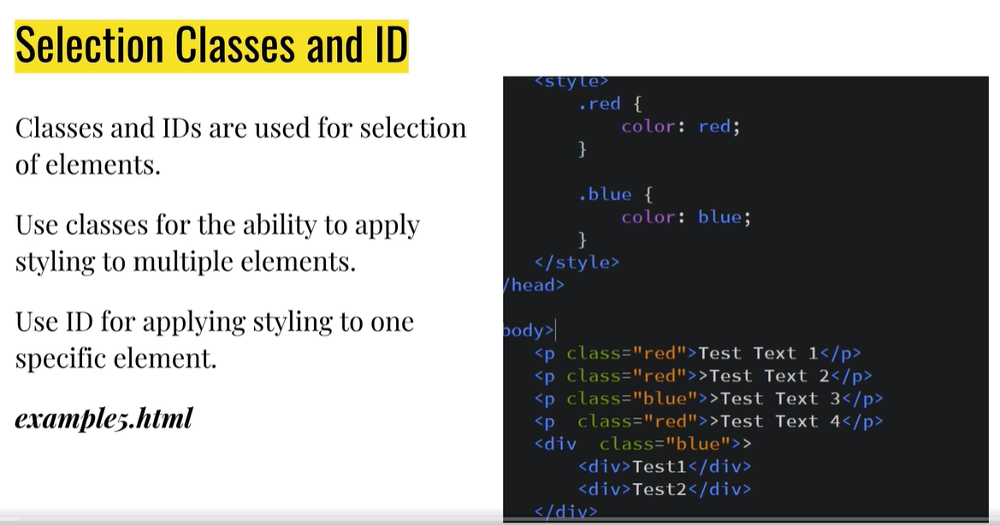 Selection Classes and ID
Classes and IDs are used for selection
of elements.
Use classes for the ability to apply
styling to multiple elements.
Use ID for applying styling to one
specific element.
example5.html
<style>
.red {
color: red;
}
.blue {
color: blue;
}
</style>
/head>
body>
<p class="red">Test Text 1</p>
<p class="red">>Test Text 2</p>
<p class="blue">>Test Text 3</p>
<p  class="red">>Test Text 4</p>
<div  class="blue">>
<div>Test1</div>
<div>Test2</div>
</div>